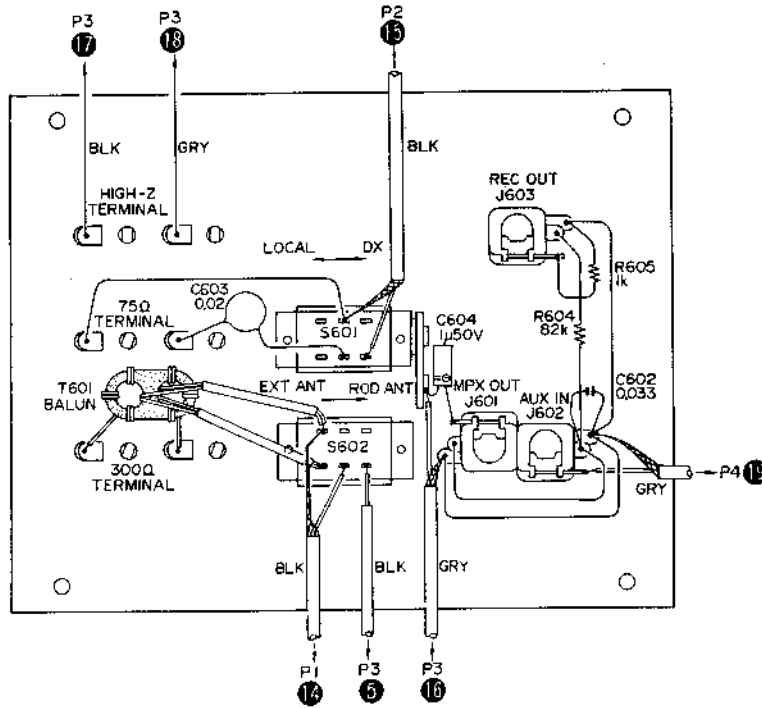 P3
17
P3
18
P2
15
BLK
GRY
BLK
HIGH-Z
TERMINAL
REC OUT
J603
LOCAL
DX
C603
0.02
R605
1k
75Ω
TERMINAL
S601
C604
1μ50V
R604
82k
T601
BALUN
EXT ANT
ROD ANT
MPX OUT
J601
AUX IN
J602
C602
0,033
S602
300Ω
TERMINAL
P4
19
GRY
BLK
BLK
GRY
P1
14
P3
5
P3
16